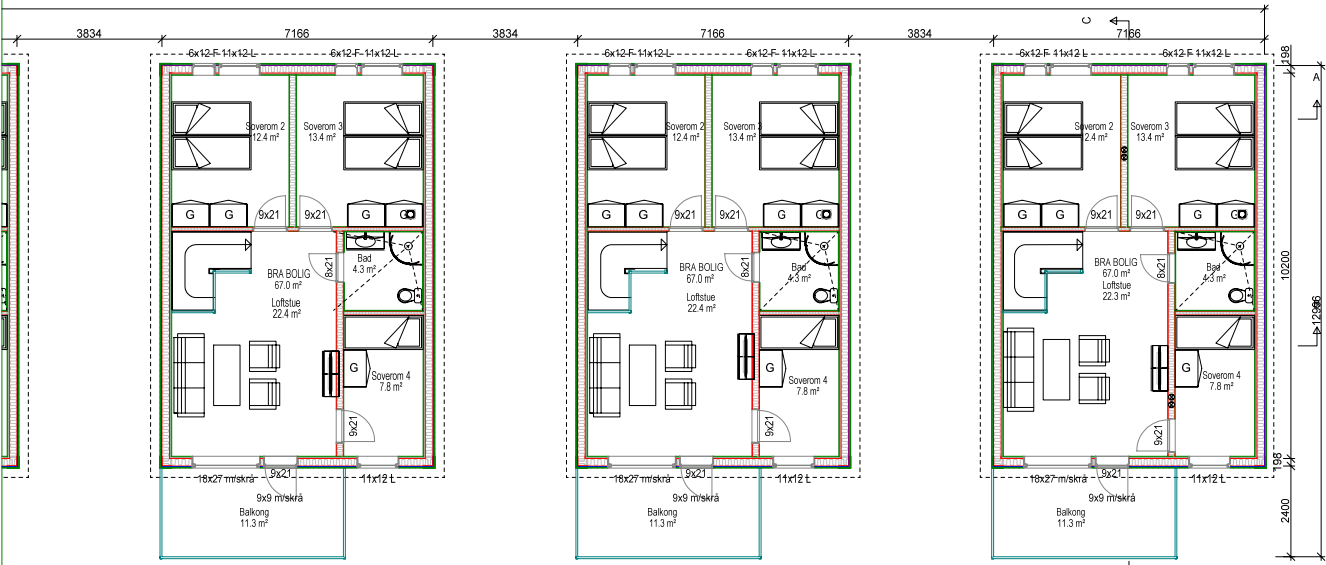 3834
7166
3834
7166
3834
7166
C
6x12 F 11x12 L
6x12 F 11x12 L
6x12 F 11x12 L
6x12 F 11x12 L
6x12 F 11x12 L
6x12 F 11x12 L
198
A
Soverom 2
12.4 m²
Soverom 3
13.4 m²
Soverom 2
12.4 m²
Soverom 3
13.4 m²
Soverom 2
2.4 m²
Soverom 3
13.4 m²
G
G
9x21
9x21
G
G
G
G
9x21
9x21
G
G
G
G
9x21
9x21
G
G
Bad
4.3 m²
8x21
BRA BOLIG
67.0 m²
Loftstue
22.4 m²
Bad
4.3 m²
8x21
BRA BOLIG
67.0 m²
Loftstue
22.4 m²
Bad
4.3 m²
8x21
BRA BOLIG
67.0 m²
Loftstue
22.3 m²
10200
G
Soverom 4
7.8 m²
G
Soverom 4
7.8 m²
G
Soverom 4
7.8 m²
9x21
9x21
9x21
198
18x27 m/skrå
9x21
11x12 L
18x27 m/skrå
9x21
11x12 L
18x27 m/skrå
9x21
11x12 L
9x9 m/skrå
9x9 m/skrå
9x9 m/skrå
Balkong
11.3 m²
Balkong
11.3 m²
Balkong
11.3 m²
2400